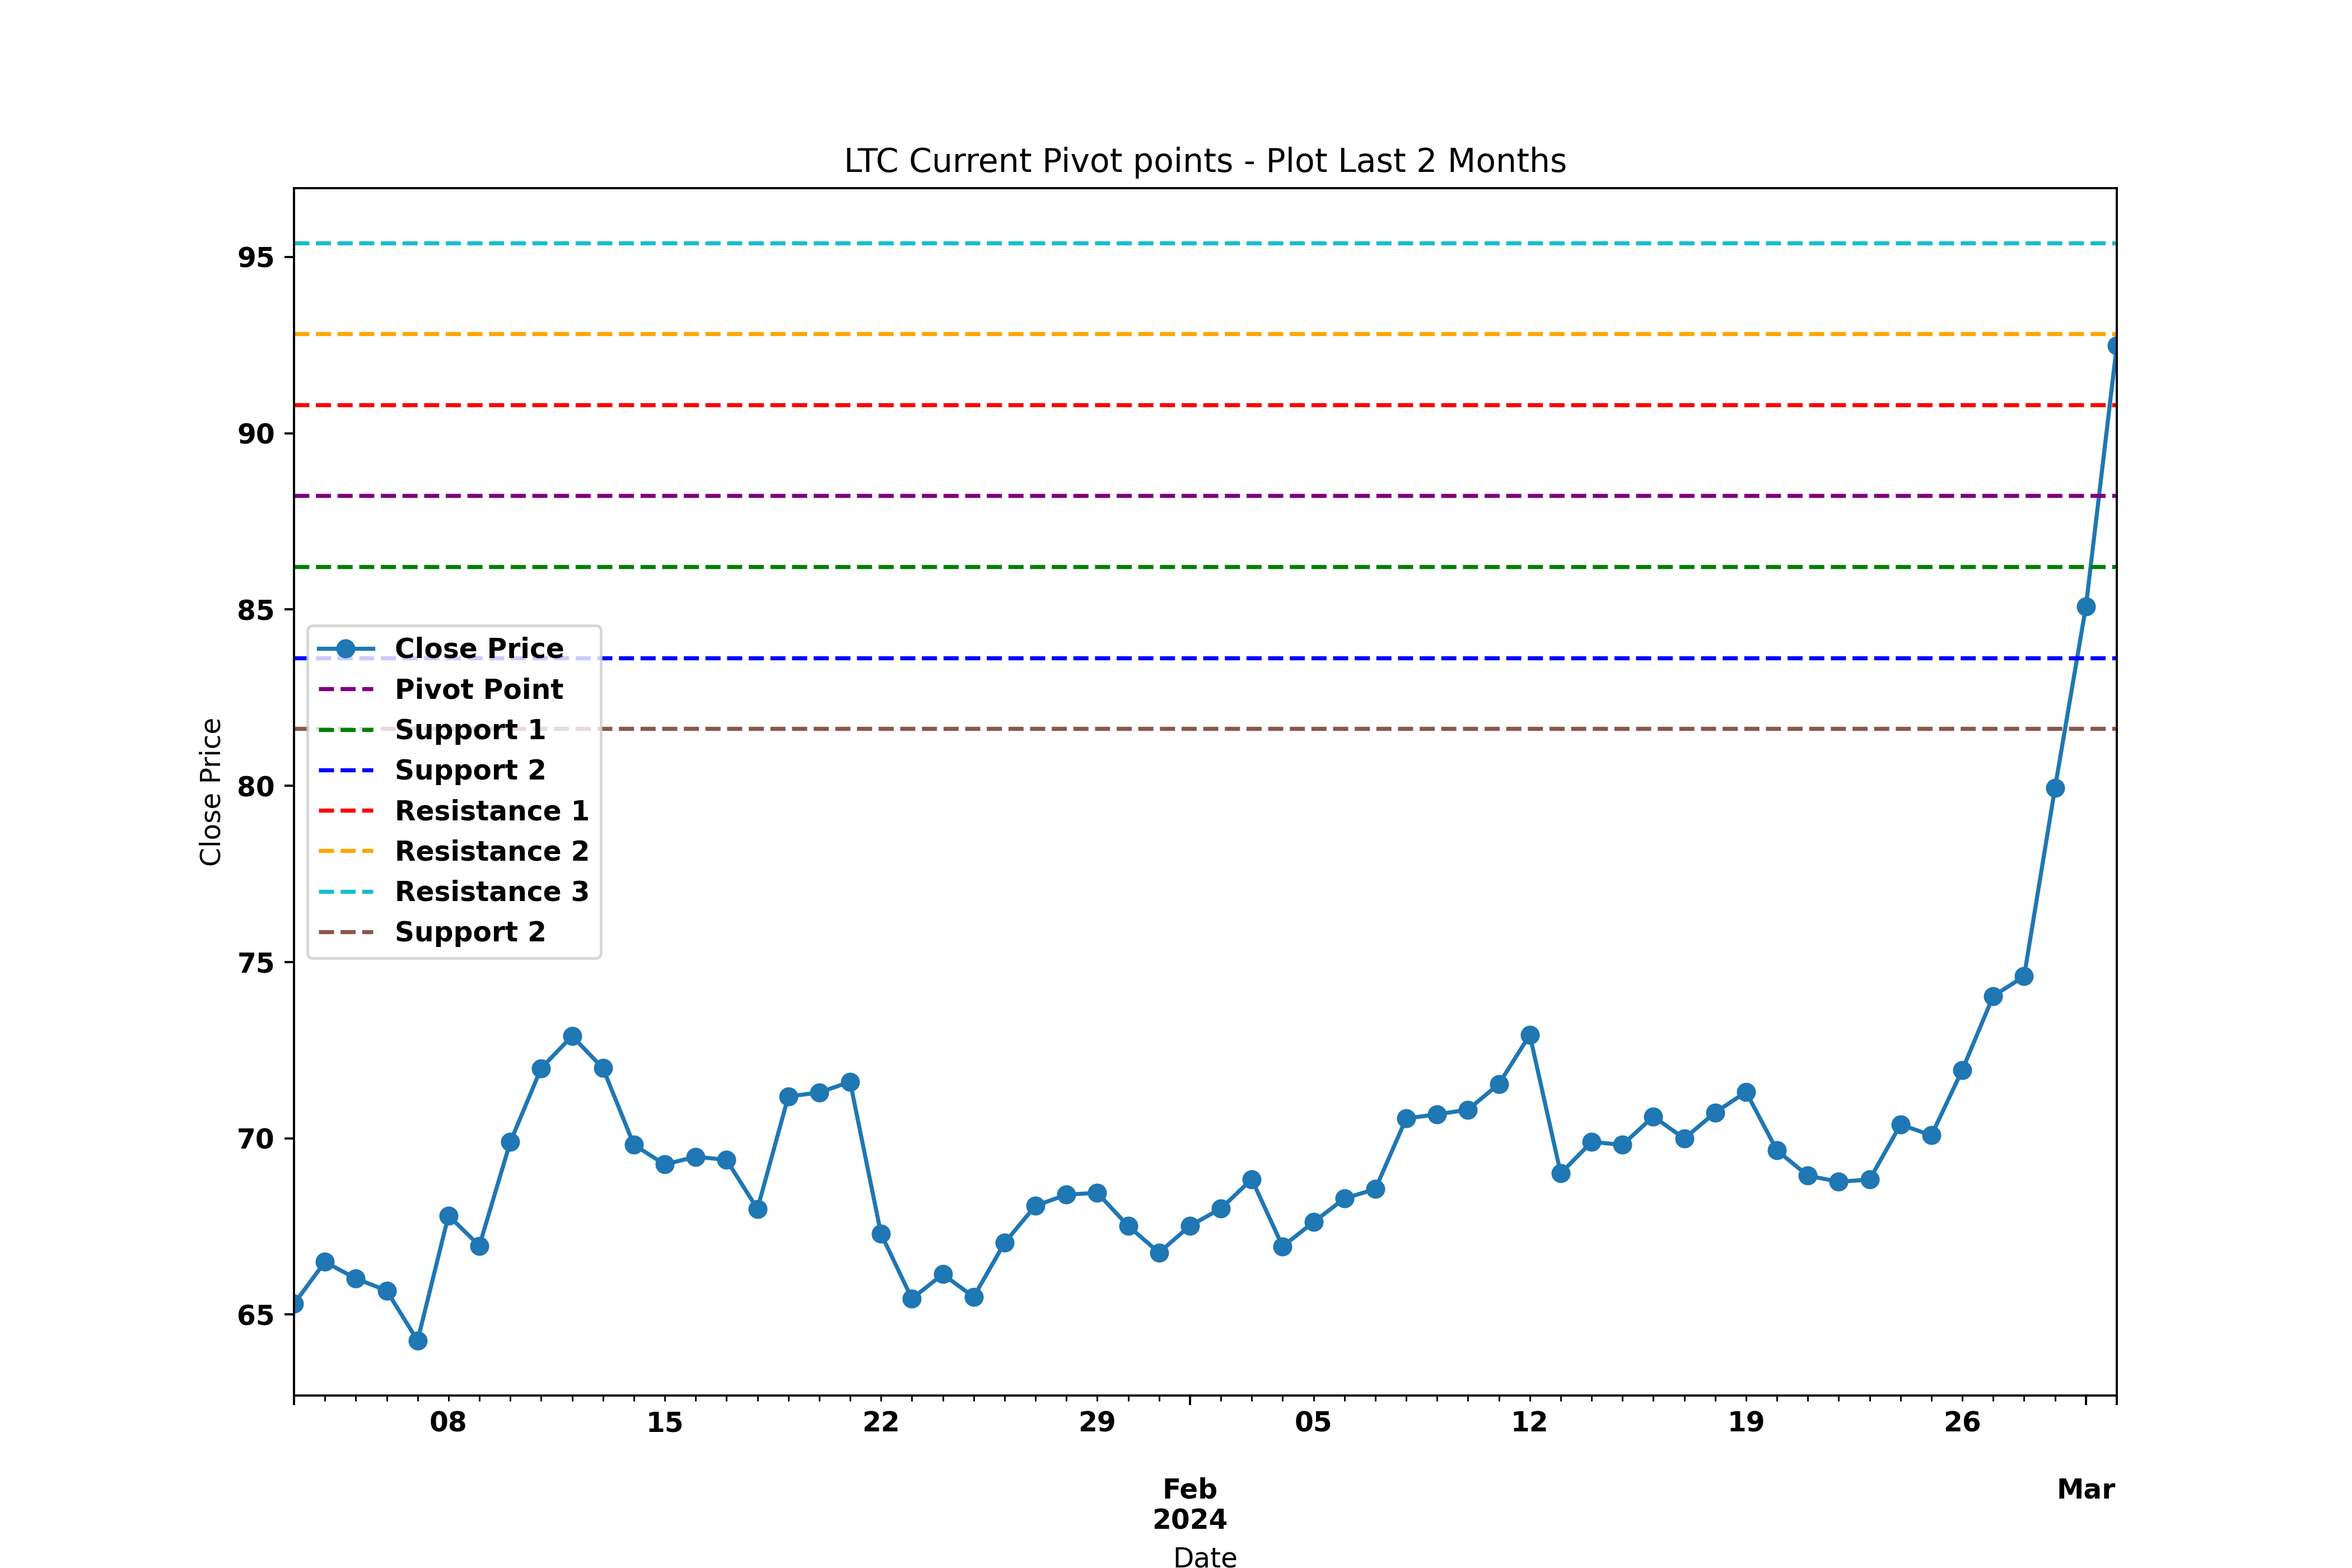 LTC Current Pivot points - Plot Last 2 Months
95
90
85
80
75
70
65
Close Price
Close Price
Pivot Point
Support 1
Support 2
Resistance 1
Resistance 2
Resistance 3
Support 2
08 15 22 29 05 12 19 26
Feb Mar
2024
Date